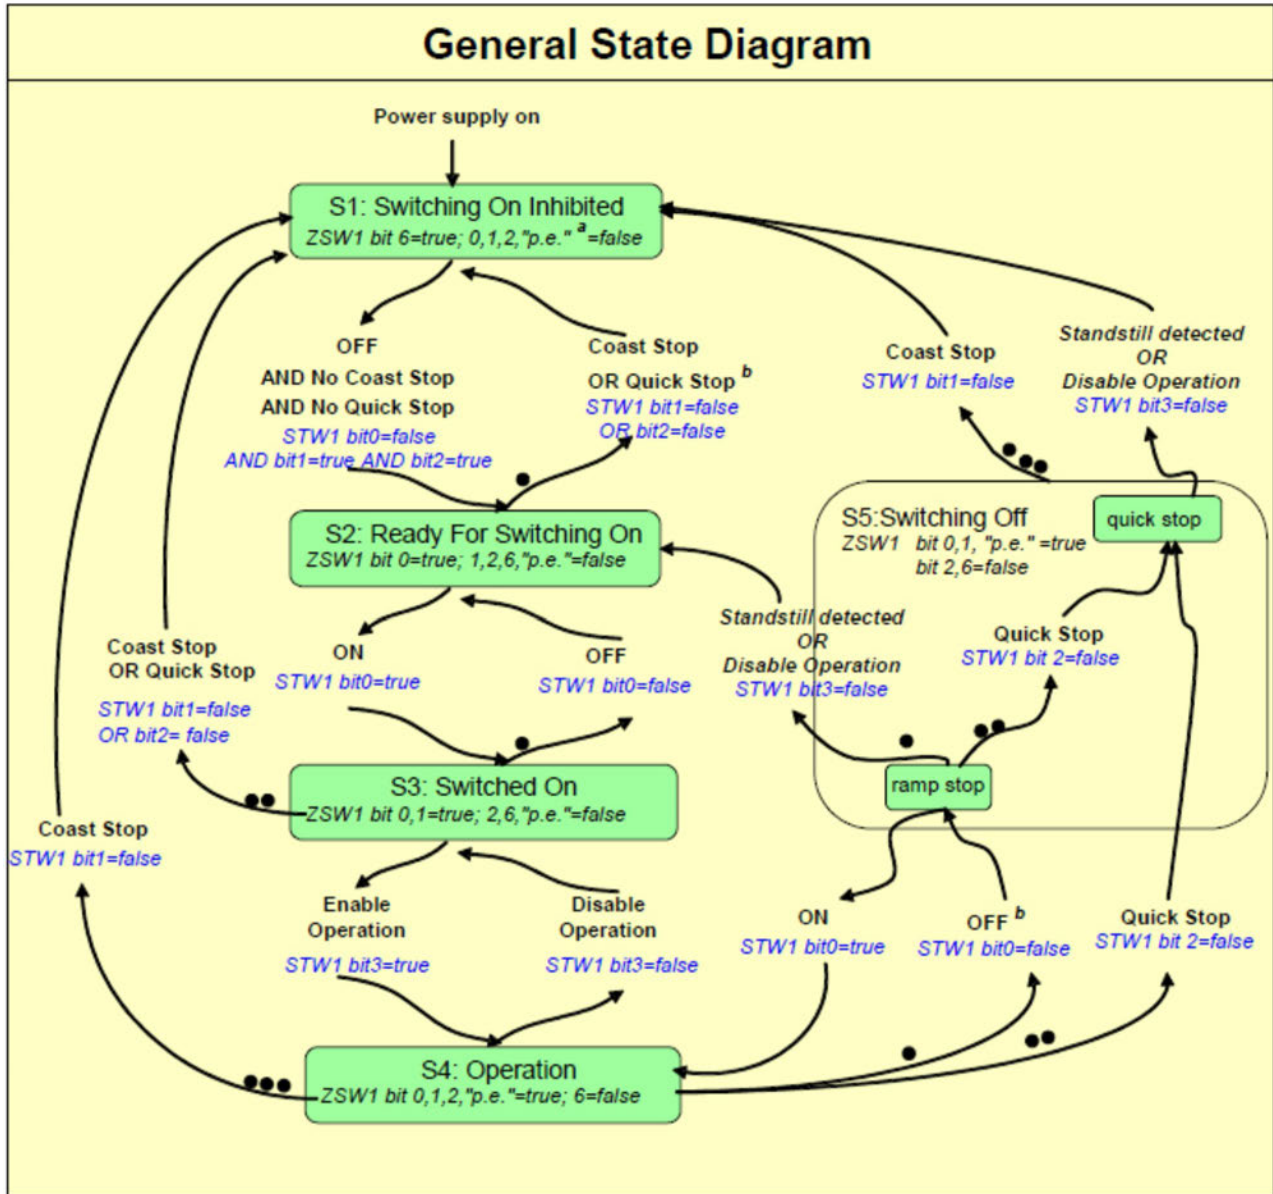 General State Diagram
Power supply on
S1: Switching On Inhibited
ZSW1 bit 6=true; 0,1,2,"p.e." a =false
OFF
AND No Coast Stop
AND No Quick Stop
STW1 bit0=false
AND bit1=true AND bit2=true
Coast Stop
OR Quick Stop b
STW1 bit1=false
OR bit2=false
Coast Stop
STW1 bit1=false
Standstill detected
OR
Disable Operation
STW1 bit3=false
S2: Ready For Switching On
ZSW1 bit 0=true; 1,2,6,"p.e."=false
S5:Switching Off
ZSW1 bit 0,1, "p.e." =true
bit 2,6=false
quick stop
ON
STW1 bit0=true
OFF
STW1 bit0=false
Standstill detected
OR
Disable Operation
STW1 bit3=false
Quick Stop
STW1 bit 2=false
Coast Stop
OR Quick Stop
STW1 bit1=false
OR bit2= false
S3: Switched On
ZSW1 bit 0,1=true; 2,6,"p.e."=false
ramp stop
Coast Stop
STW1 bit1=false
Enable
Operation
STW1 bit3=true
Disable
Operation
STW1 bit3=false
ON
STW1 bit0=true
OFF b
STW1 bit0=false
Quick Stop
STW1 bit 2=false
S4: Operation
ZSW1 bit 0,1,2,"p.e."=true; 6=false